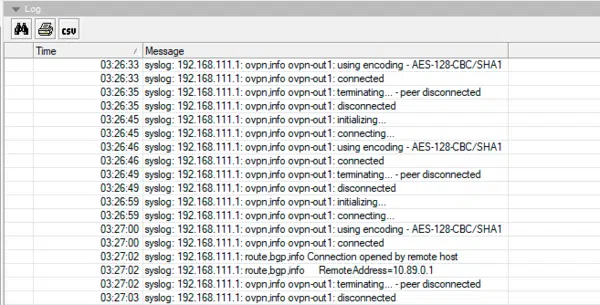 Log
CSV
Time Message
03:26:33 syslog: 192.168.111.1: ovpn,info ovpn-out1: using encoding - AES-128-CBC/SHA1
03:26:33 syslog: 192.168.111.1: ovpn,info ovpn-out1: connected
03:26:35 syslog: 192.168.111.1: ovpn,info ovpn-out1: terminating... - peer disconnected
03:26:35 syslog: 192.168.111.1: ovpn,info ovpn-out1: disconnected
03:26:45 syslog: 192.168.111.1: ovpn,info ovpn-out1: initializing...
03:26:45 syslog: 192.168.111.1: ovpn,info ovpn-out1: connecting...
03:26:46 syslog: 192.168.111.1: ovpn,info ovpn-out1: using encoding - AES-128-CBC/SHA1
03:26:46 syslog: 192.168.111.1: ovpn,info ovpn-out1: connected
03:26:49 syslog: 192.168.111.1: ovpn,info ovpn-out1: terminating... - peer disconnected
03:26:49 syslog: 192.168.111.1: ovpn,info ovpn-out1: disconnected
03:26:59 syslog: 192.168.111.1: ovpn,info ovpn-out1: initializing...
03:26:59 syslog: 192.168.111.1: ovpn,info ovpn-out1: connecting...
03:27:00 syslog: 192.168.111.1: ovpn,info ovpn-out1: using encoding - AES-128-CBC/SHA1
03:27:00 syslog: 192.168.111.1: ovpn,info ovpn-out1: connected
03:27:02 syslog: 192.168.111.1: route,bgp,info Connection opened by remote host
03:27:02 syslog: 192.168.111.1: route,bgp,info RemoteAddress=10.89.0.1
03:27:02 syslog: 192.168.111.1: ovpn,info ovpn-out1: terminating... - peer disconnected
03:27:03 syslog: 192.168.111.1: ovpn,info ovpn-out1: disconnected